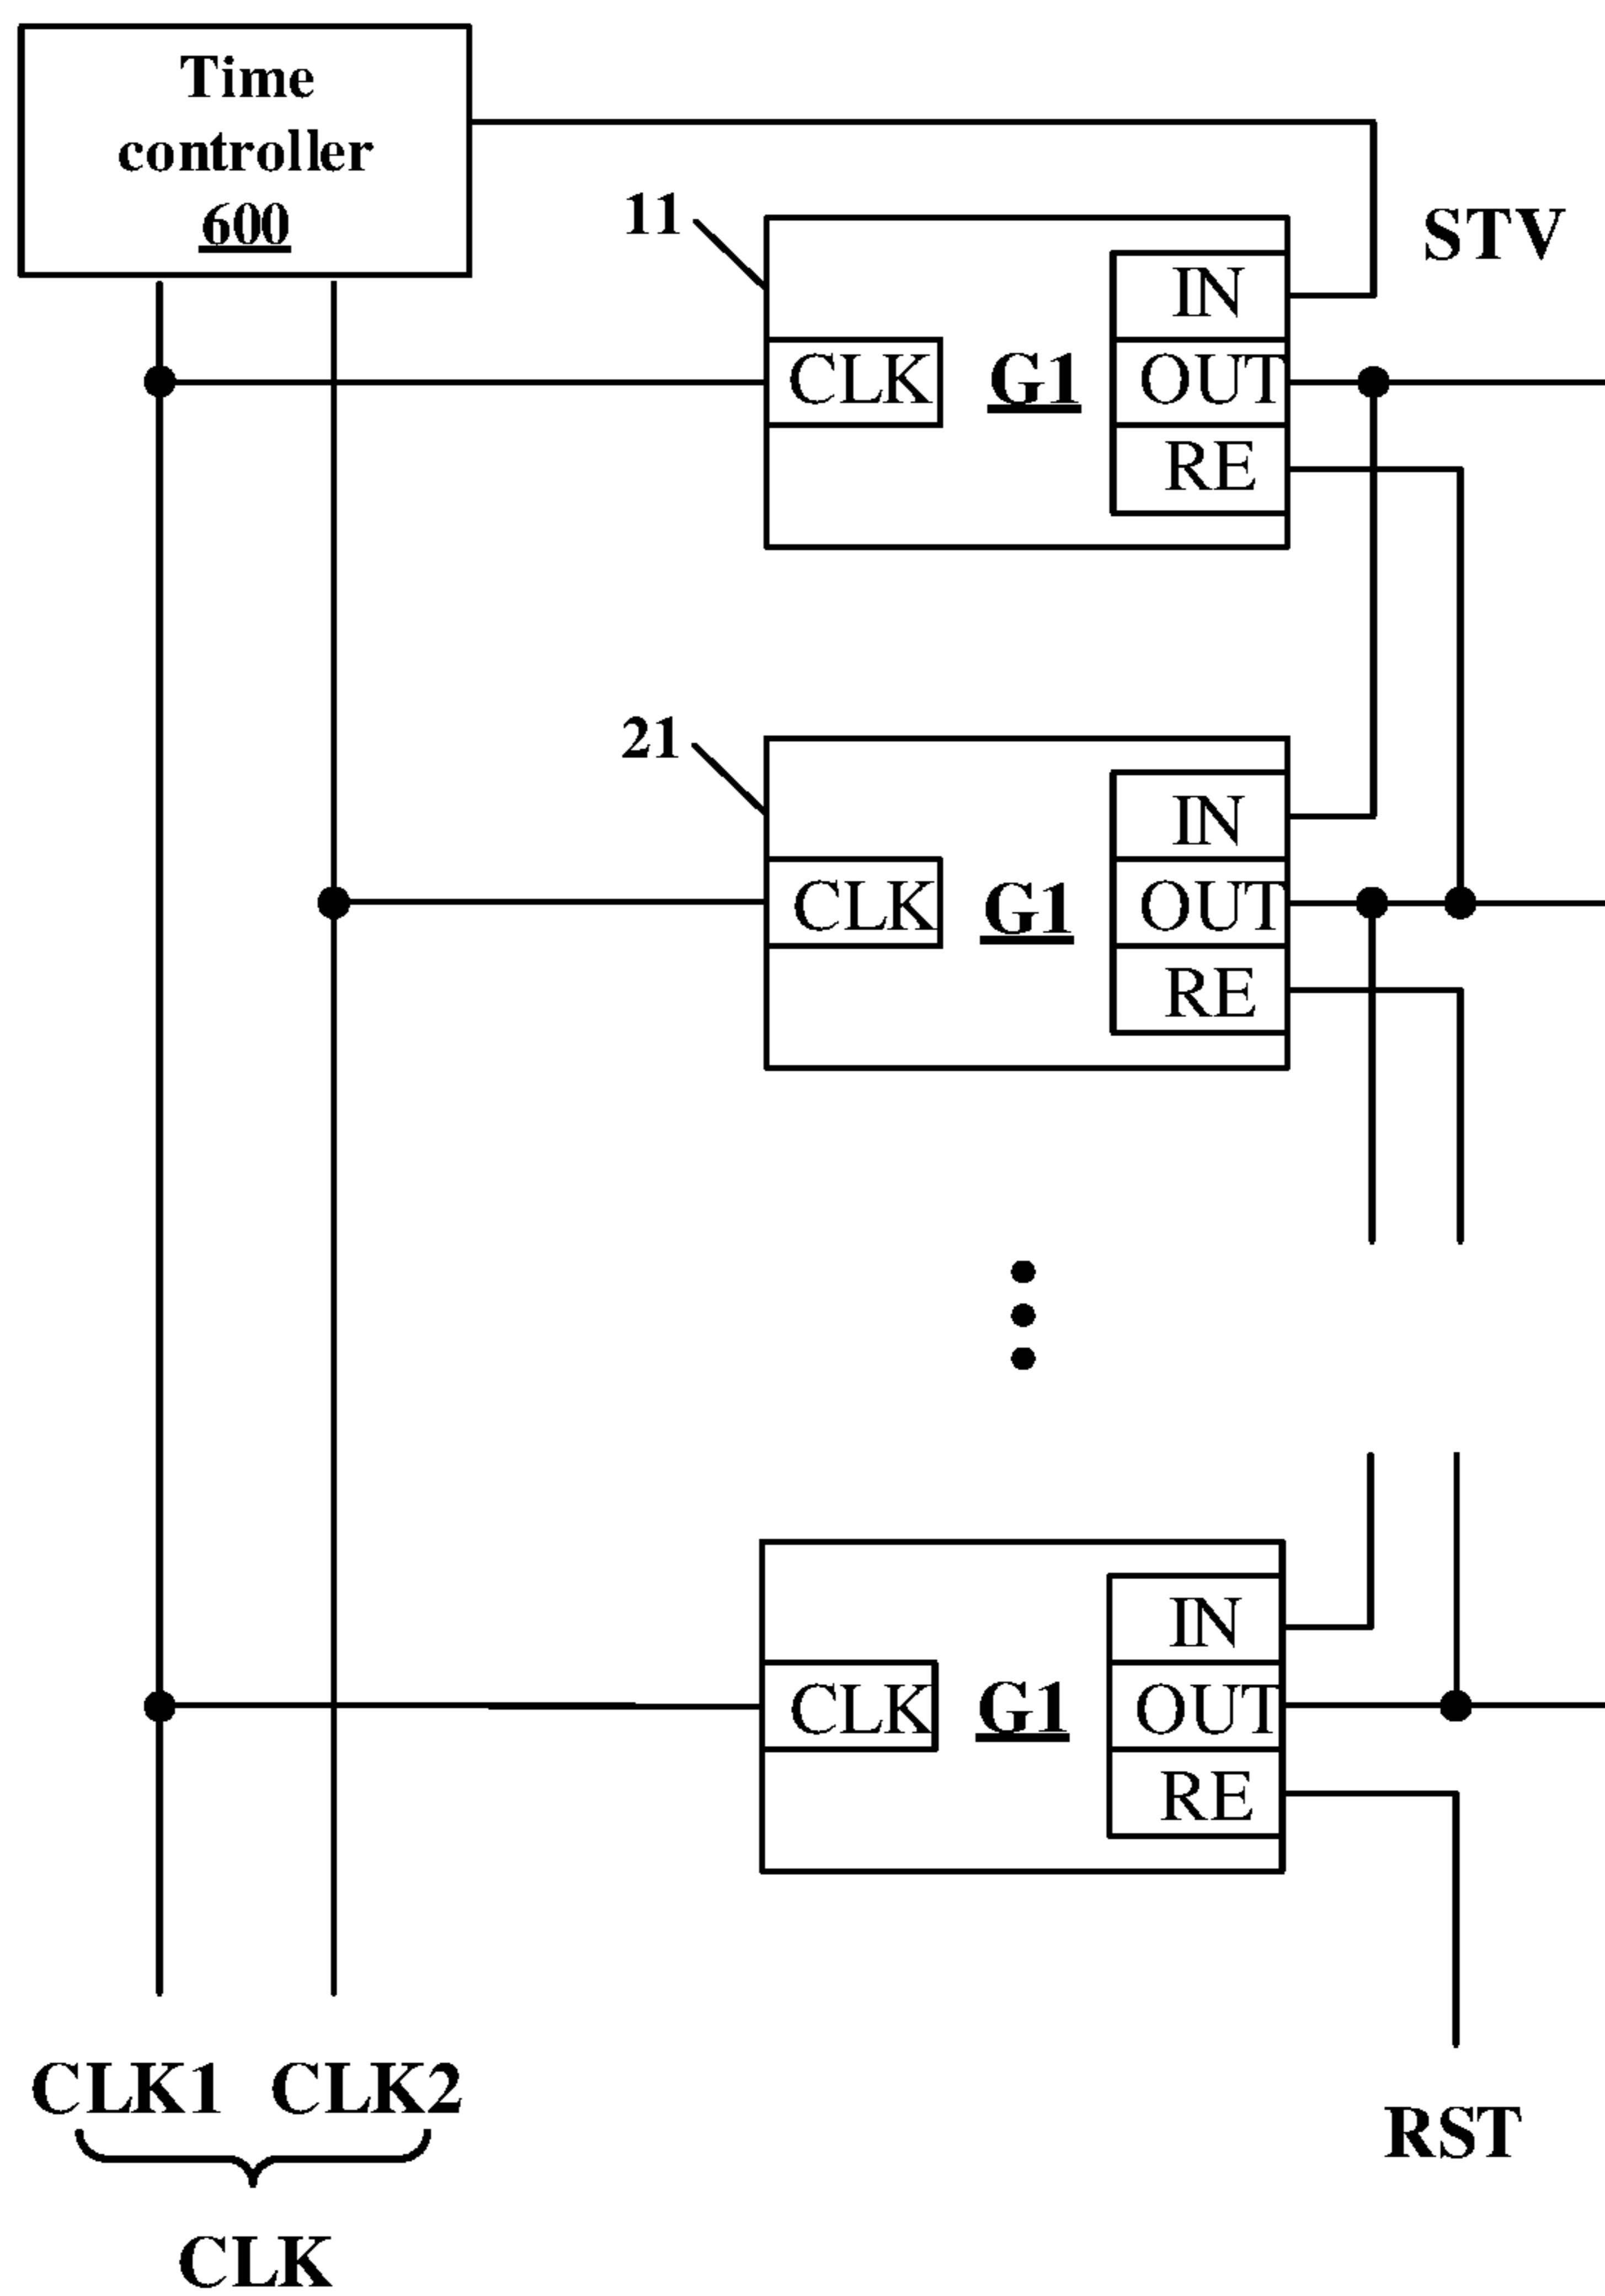 Time
controller
600
11
STV
IN
CLK
G1
OUT
RE
21
IN
CLK
G1
OUT
RE
IN
CLK
G1
OUT
RE
CLK1 CLK2
RST
CLK